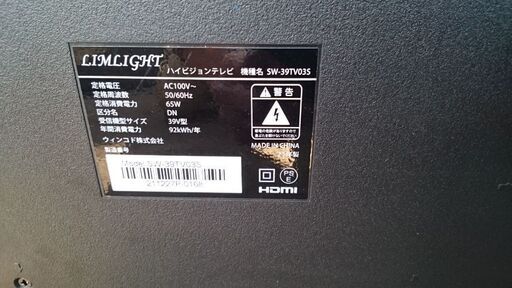 LIMLIGHT ハイビジョンテレビ 機種名 SW-39TV03S
定格電圧 AC100V～
定格周波数 50/60Hz
定格消費電力 65W
区分名 DN
受信機型サイズ 39V型
年間消費電力 92kWh/年
ウィンコド株式会社
製造番号
Model SW-39TV03S
警告
MADE IN CHINA
PS
E
HDMI